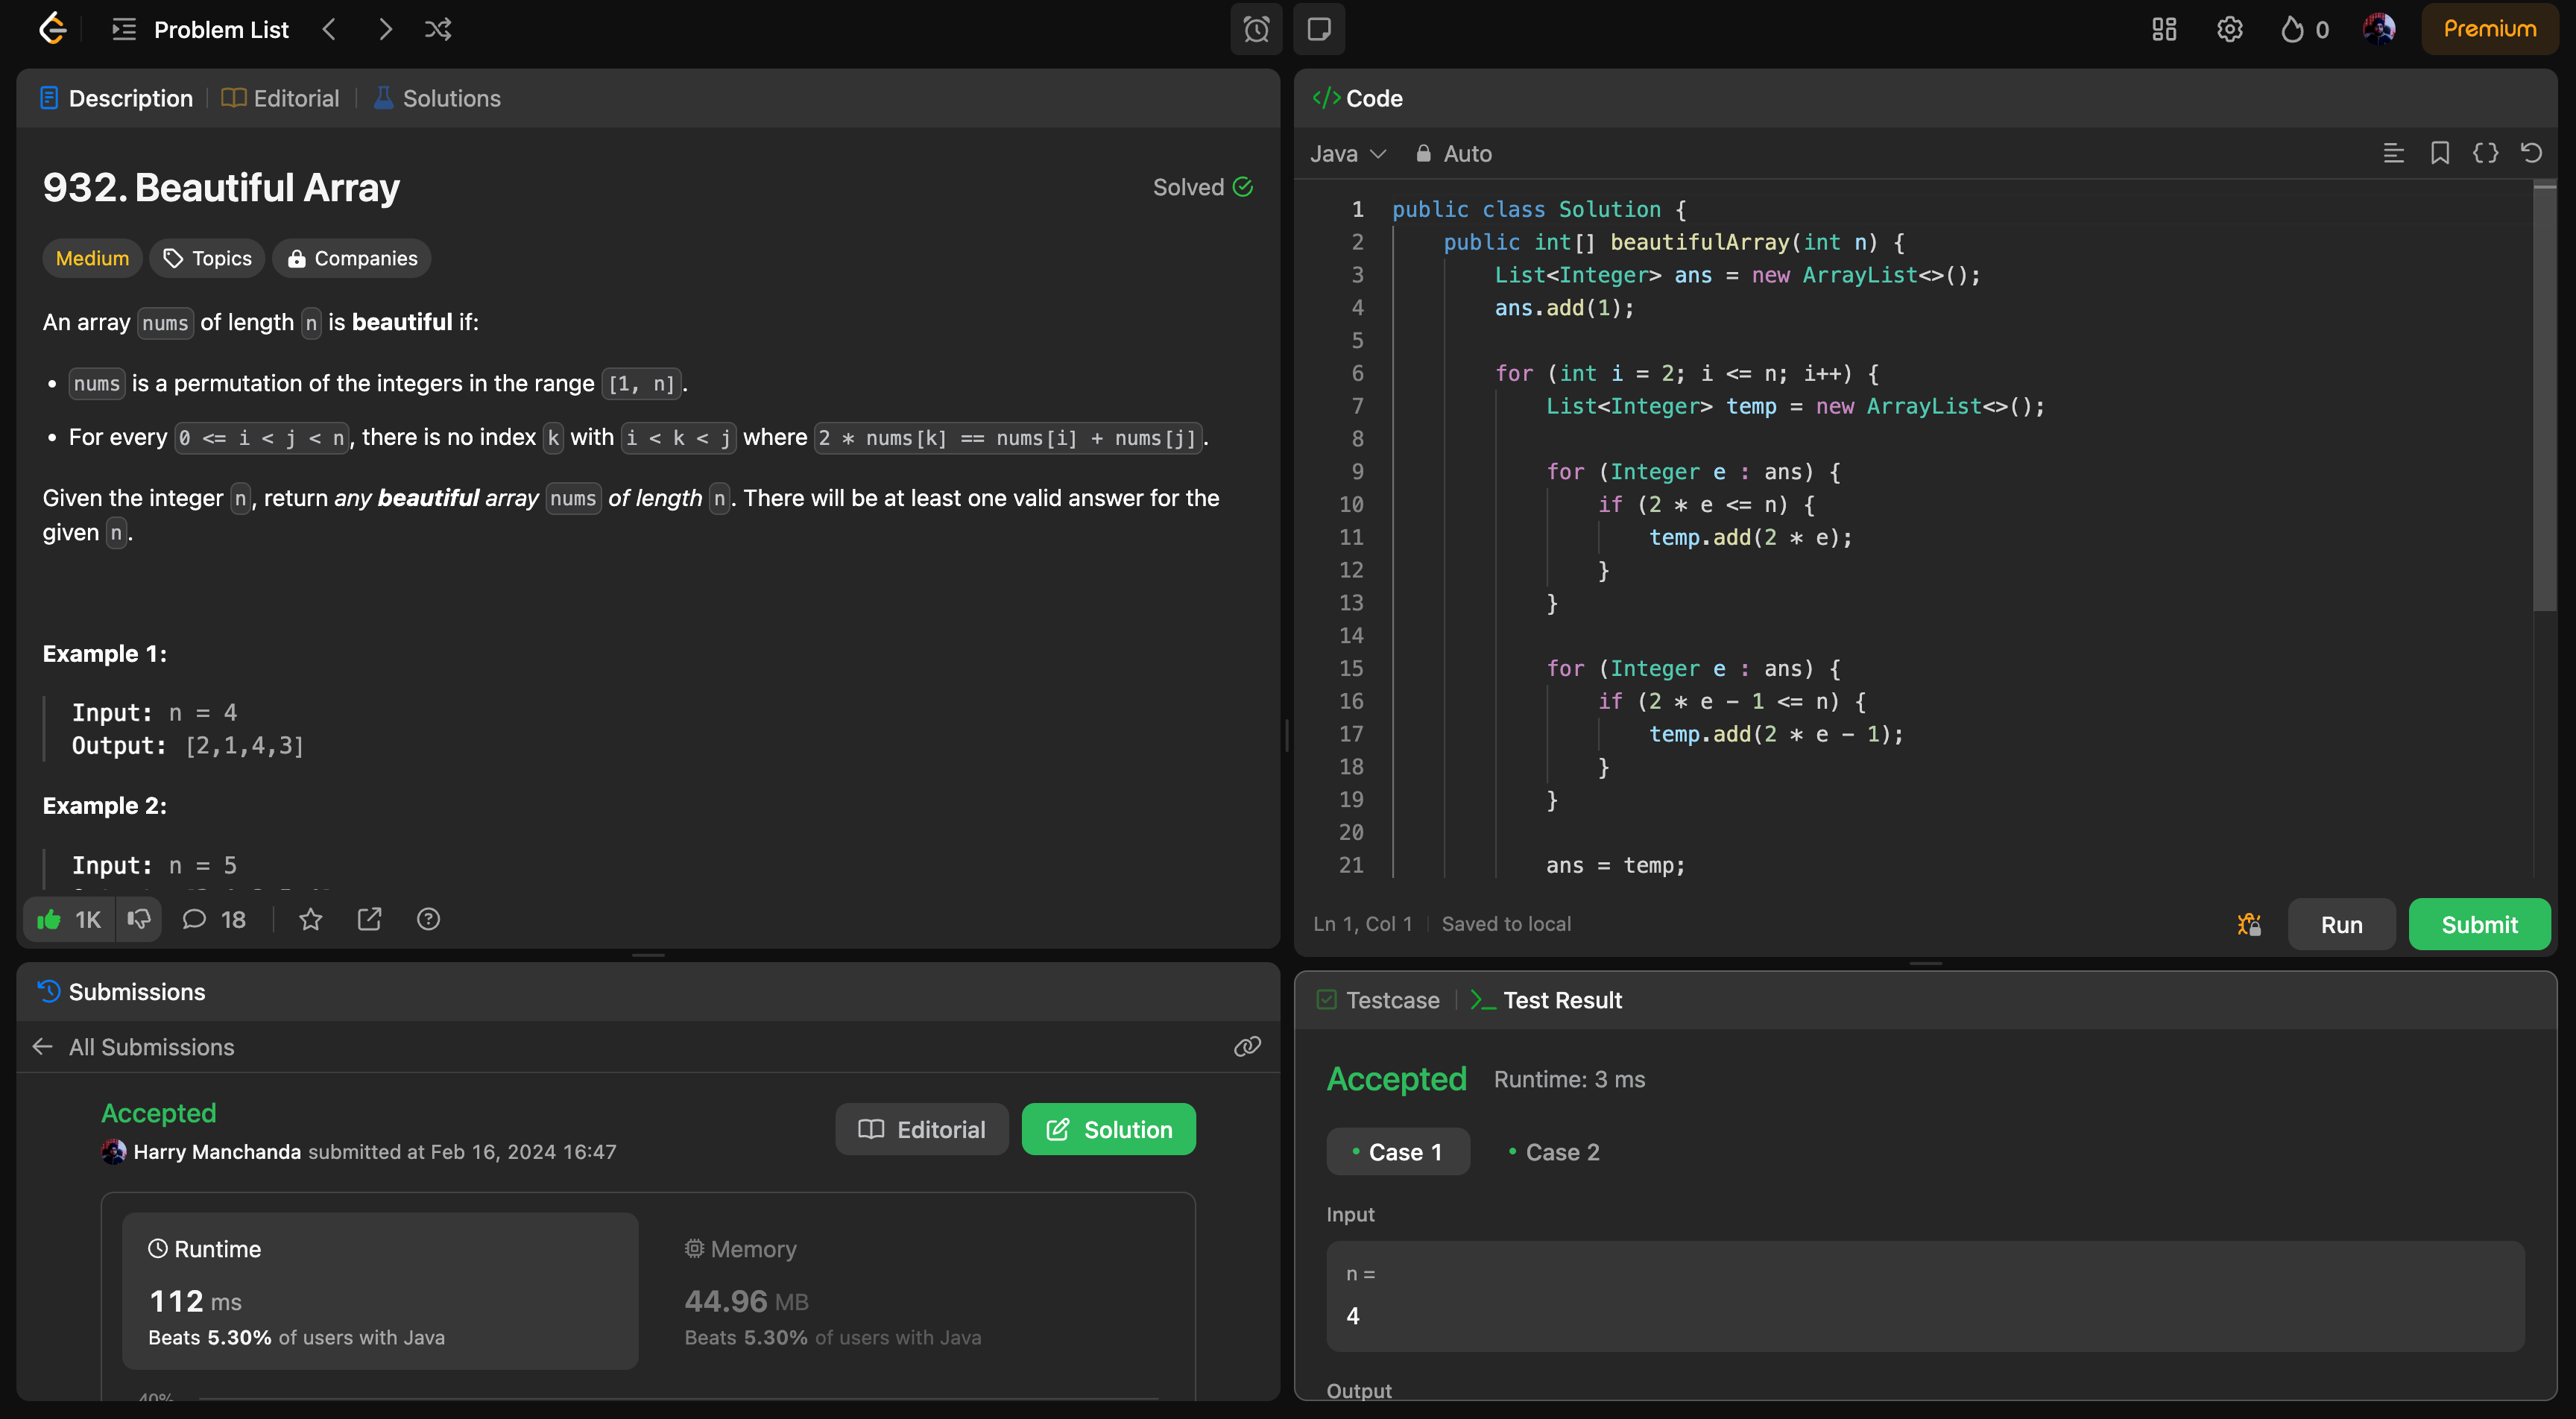 Problem List
0
Premium
Description
Editorial
Solutions
932. Beautiful Array
Solved
Medium
Topics
Companies
An array nums of length n is beautiful if:
• nums is a permutation of the integers in the range [1, n].
• For every 0 <= i < j < n, there is no index k with i < k < j where 2 * nums[k] == nums[i] + nums[j].
Given the integer n, return any beautiful array nums of length n. There will be at least one valid answer for the
given n.
Example 1:
Input: n = 4
Output: [2,1,4,3]
Example 2:
Input: n = 5
1K
18
Submissions
All Submissions
Accepted
Harry Manchanda submitted at Feb 16, 2024 16:47
Editorial
Solution
Runtime
112 ms
Beats 5.30% of users with Java
Memory
44.96 MB
Beats 5.30% of users with Java
40%
</> Code
Java
Auto
1 public class Solution {
2 public int[] beautifulArray(int n) {
3 List<Integer> ans = new ArrayList<>();
4 ans.add(1);
5
6 for (int i = 2; i <= n; i++) {
7 List<Integer> temp = new ArrayList<>();
8
9 for (Integer e : ans) {
10 if (2 * e <= n) {
11 temp.add(2 * e);
12 }
13 }
14
15 for (Integer e : ans) {
16 if (2 * e - 1 <= n) {
17 temp.add(2 * e - 1);
18 }
19 }
20
21 ans = temp;
Ln 1, Col 1
Saved to local
Run
Submit
Testcase
Test Result
Accepted
Runtime: 3 ms
• Case 1
• Case 2
Input
n =
4
Output